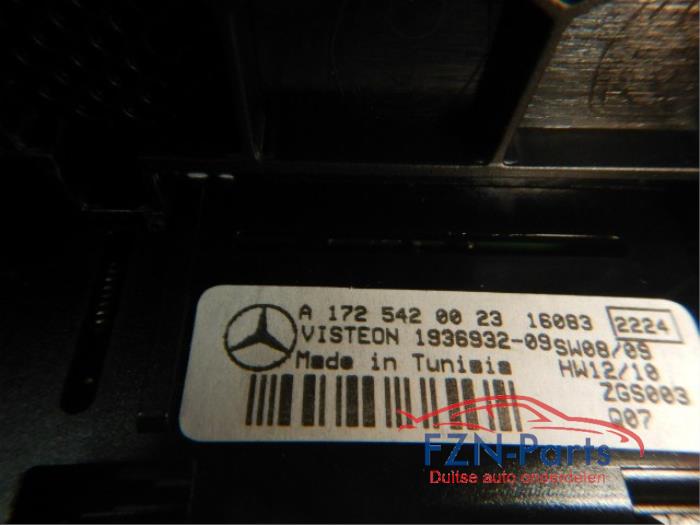 A 172 542 00 23 16083 2224
VISTEON 1936932-09 SW08/09
Made in Tunisia HW12/10
ZGS003
Q07
FZN-Parts
Duitse auto onderdelen